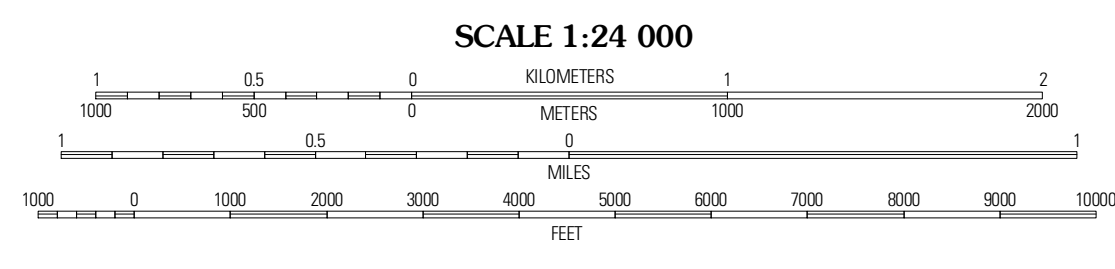 SCALE 1:24 000
1 0.5 0 KILOMETERS 1 2
1000 500 0 METERS 1000 2000
1 0.5 0 1
MILES
1000 0 1000 2000 3000 4000 5000 6000 7000 8000 9000 10000
FEET